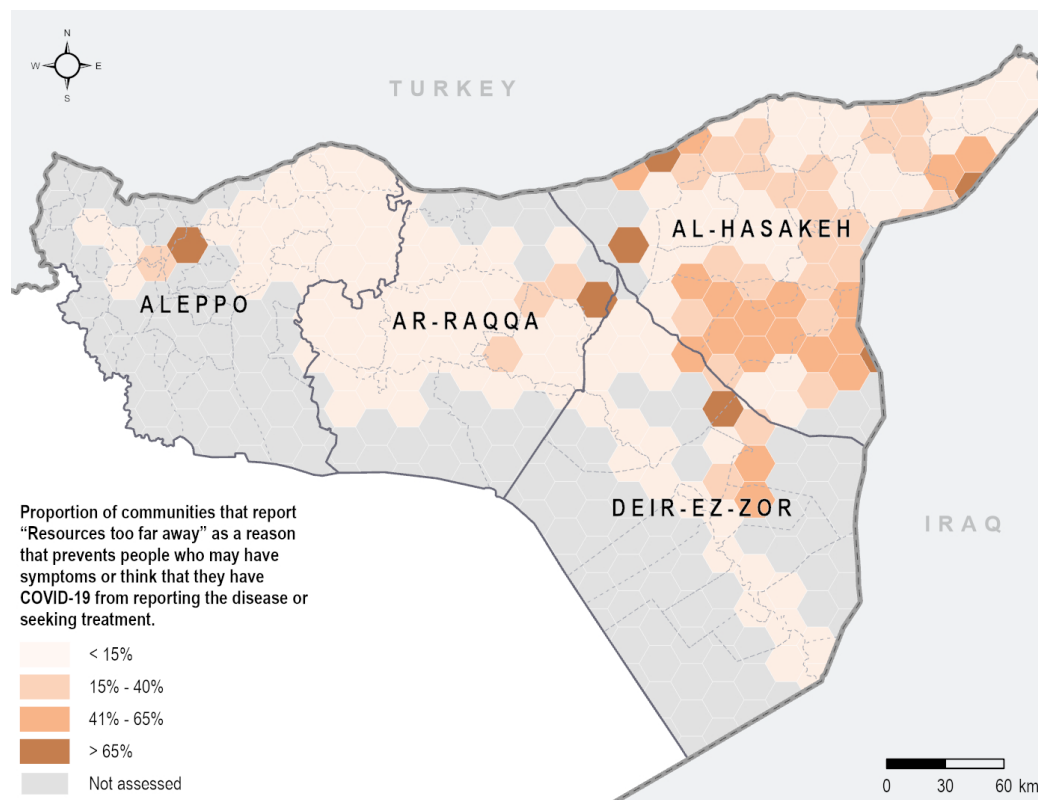 N
W E
S
TURKEY
AL-HASAKEH
ALEPPO
AR-RAQQA
DEIR-EZ-ZOR
IRAQ
Proportion of communities that report
“Resources too far away” as a reason
that prevents people who may have
symptoms or think that they have
COVID-19 from reporting the disease or
seeking treatment.
< 15%
15% - 40%
41% - 65%
> 65%
Not assessed
0 30 60 km